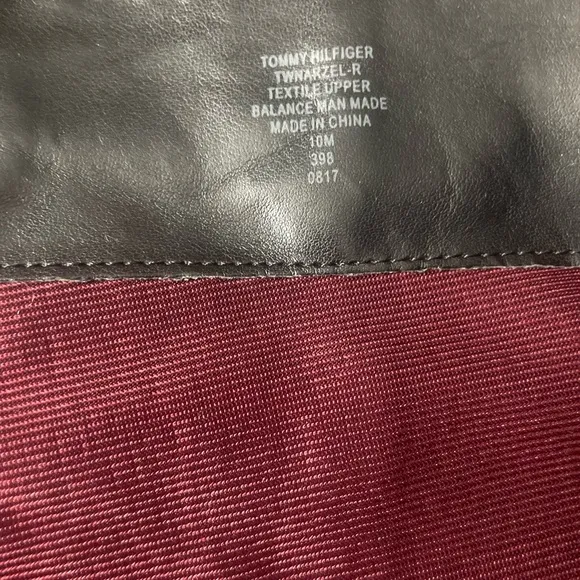 TOMMY HILFIGER
TWNARZEL-R
TEXTILE UPPER
BALANCE MAN MADE
MADE IN CHINA
10M
398
0817